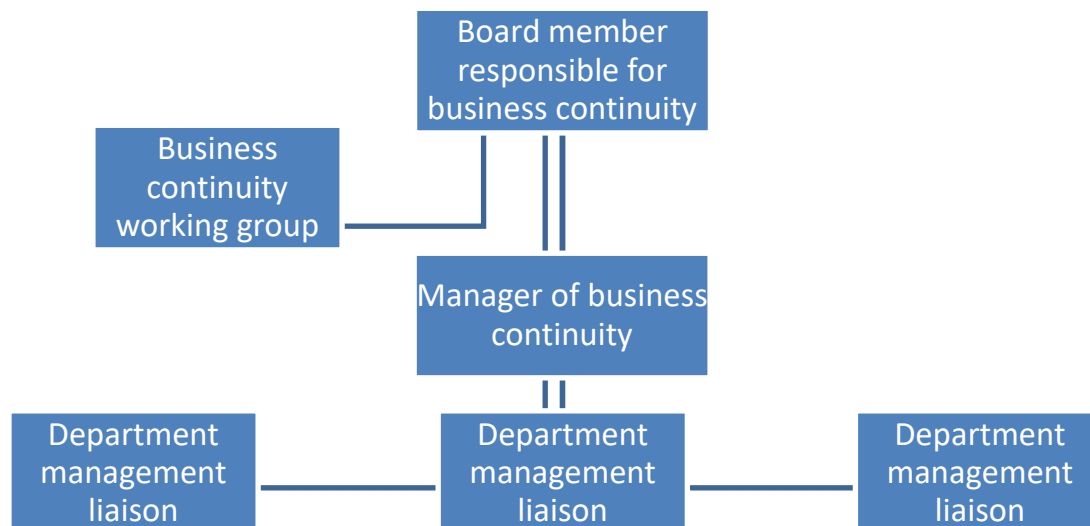 Board member
responsible for
business continuity
Business
continuity
working group
Manager of business
continuity
Department
management
liaison
Department
management
liaison
Department
management
liaison